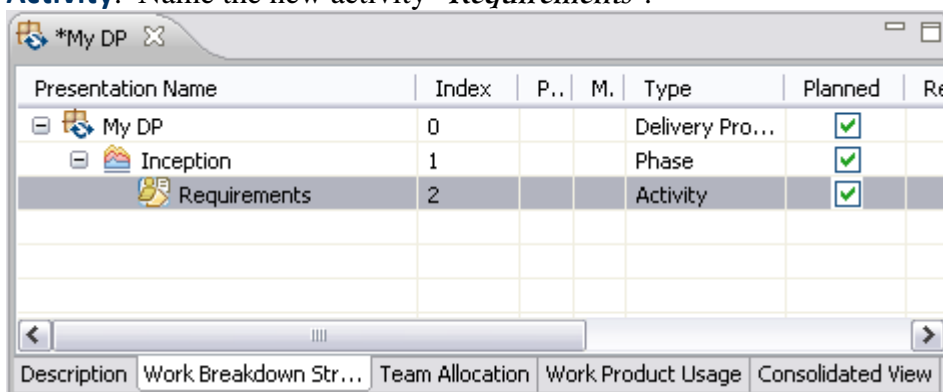 Activity. Name the new activity "Requirements".
*My DP
Presentation Name Index P.. M. Type Planned Re
My DP 0 Delivery Pro...
Inception 1 Phase
Requirements 2 Activity
Description Work Breakdown Str... Team Allocation Work Product Usage Consolidated View